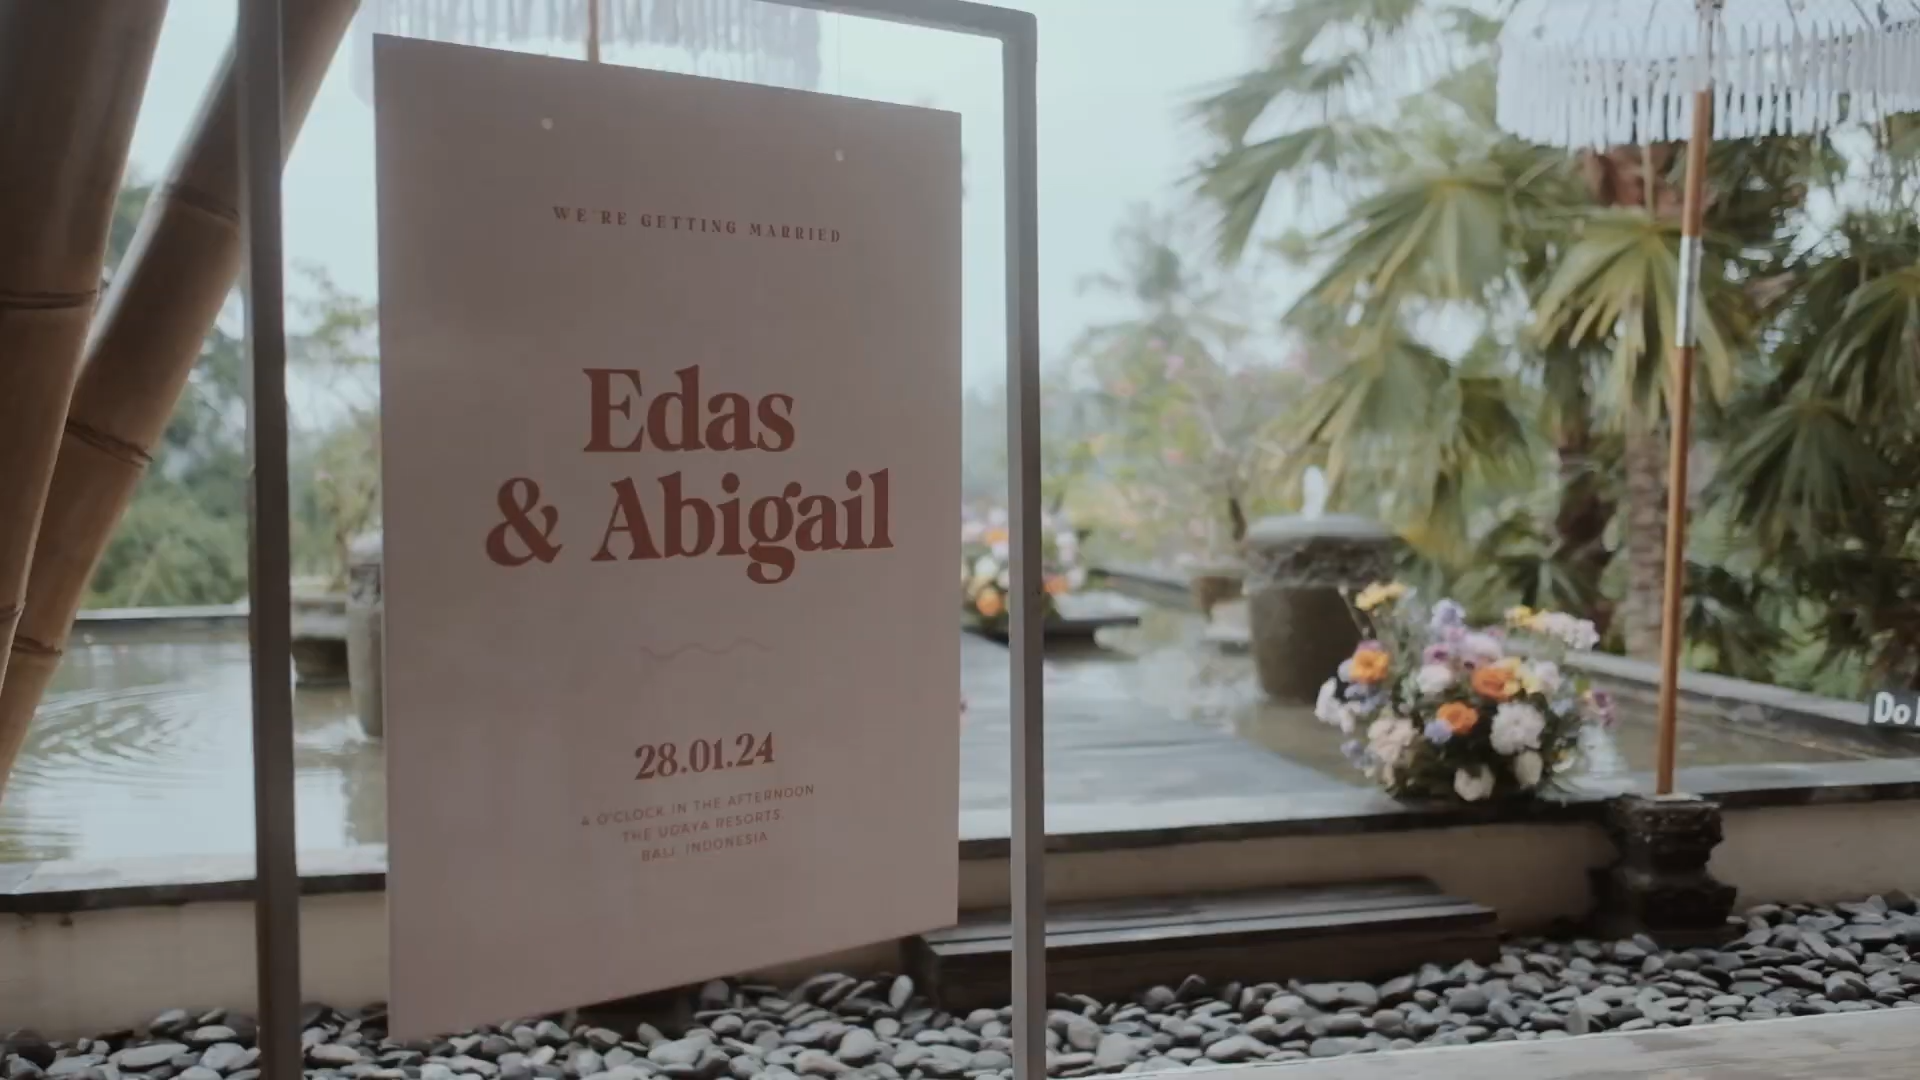 WE'RE GETTING MARRIED
Edas
& Abigail
28.01.24
4 O'CLOCK IN THE AFTERNOON
THE UDAYA RESORTS
BALI, INDONESIA
Do